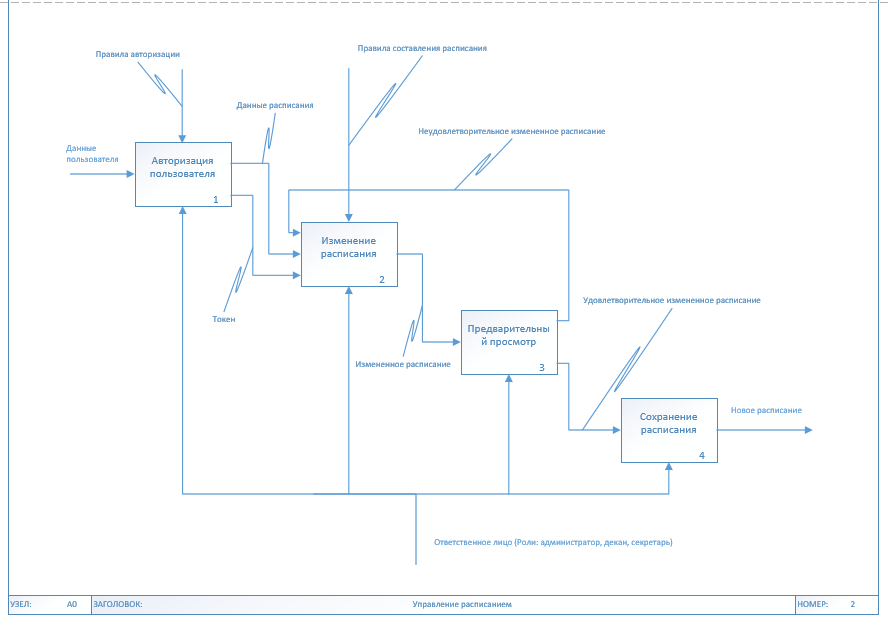 Правила составления расписания
Правила авторизации
Данные расписания
Неудовлетворительное измененное расписание
Данные
пользователя
Авторизация
пользователя
1
Изменение
расписания
2
Удовлетворительное измененное расписание
Токен
Предварительны
й просмотр
3
Измененное расписание
Новое расписание
Сохранение
расписания
4
Ответственное лицо (Роли: администратор, декан, секретарь)
УЗЕЛ: A0 ЗАГОЛОВОК: Управление расписанием НОМЕР: 2